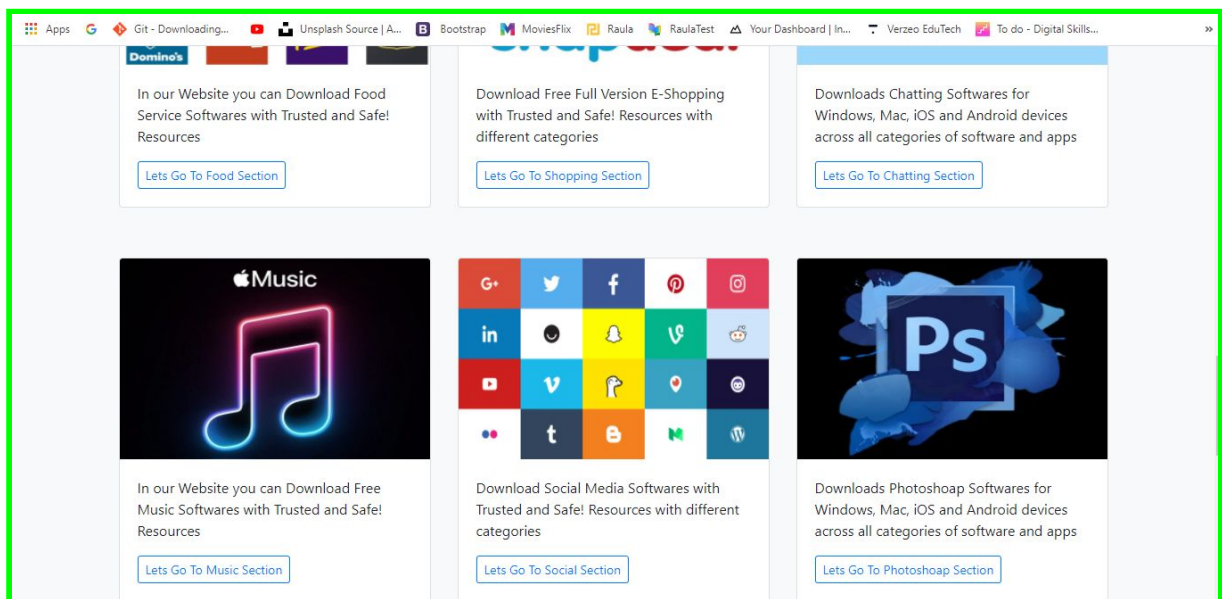 Apps
Git - Downloading...
Unsplash Source | A...
B
Bootstrap
MoviesFlix
Raula
RaulaTest
Your Dashboard | In...
Verzeo EduTech
To do - Digital Skills...
»
Domino's
In our Website you can Download Food
Service Softwares with Trusted and Safe!
Resources
Lets Go To Food Section
Download Free Full Version E-Shopping
with Trusted and Safe! Resources with
different categories
Lets Go To Shopping Section
Downloads Chatting Softwares for
Windows, Mac, iOS and Android devices
across all categories of software and apps
Lets Go To Chatting Section
Music
In our Website you can Download Free
Music Softwares with Trusted and Safe!
Resources
Lets Go To Music Section
G+
f
in
t
Download Social Media Softwares with
Trusted and Safe! Resources with different
categories
Lets Go To Social Section
Ps
Downloads Photoshoap Softwares for
Windows, Mac, iOS and Android devices
across all categories of software and apps
Lets Go To Photoshoap Section